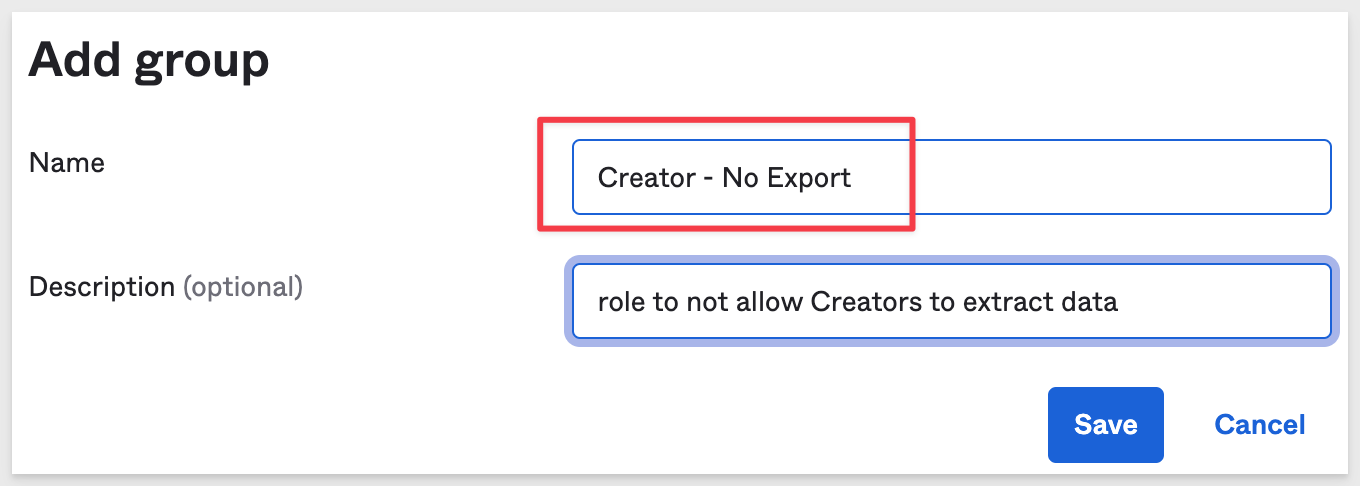 Add group
Name
Creator - No Export
Description (optional)
role to not allow Creators to extract data
Save
Cancel